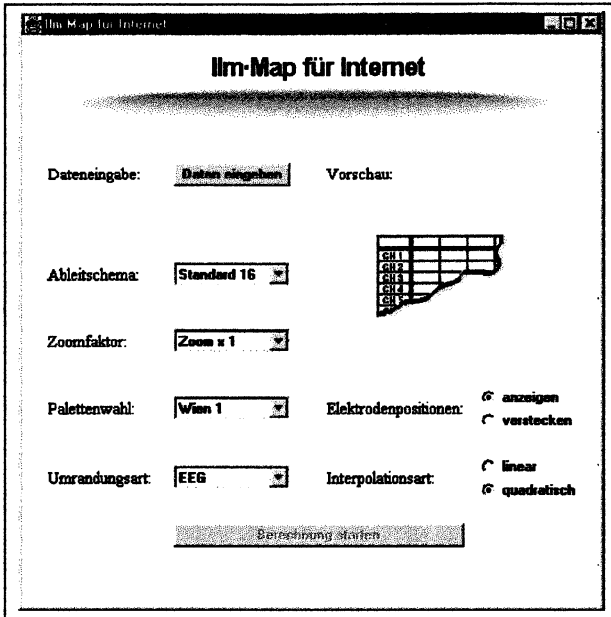 Ilm-Map für Internet
Ilm·Map für Internet
Dateneingabe: Daten eingeben Vorschau:
CH 1
CH 2
CH 3
CH 4
Ableitschema: Standard 16
Zoomfaktor: Zoom x 1
Palettenwahl: Wien 1 Elektrodenpositionen: anzeigen
verstecken
Umrandungsart: EEG Interpolationsart: linear
quadratisch
Berechnung starten